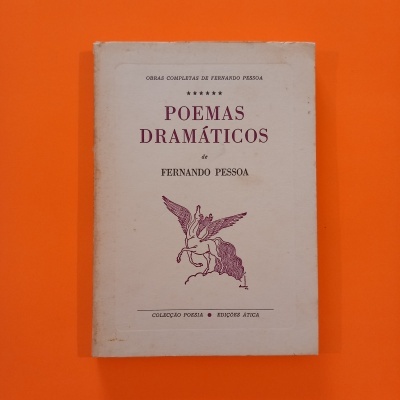 OBRAS COMPLETAS DE FERNANDO PESSOA
★★★★★★
POEMAS
DRAMÁTICOS
de
FERNANDO PESSOA
COLECÇÃO POESIA ● EDIÇÕES ÁTICA